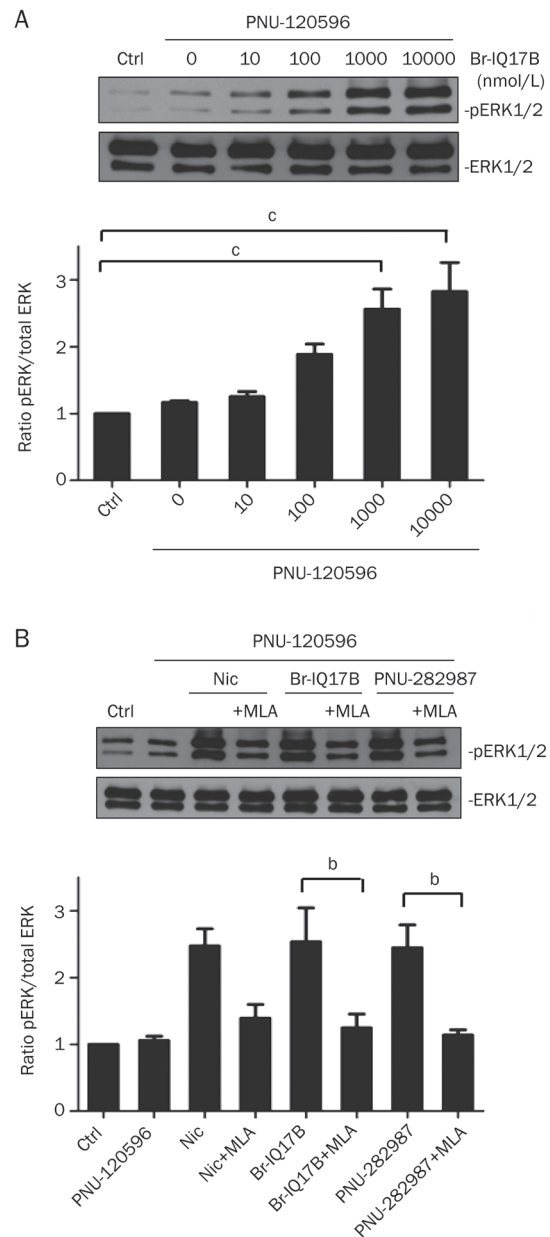 A
PNU-120596
Ctrl 0 10 100 1000 10000 Br-IQ17B
(nmol/L)
-pERK1/2
-ERK1/2
c
c
Ratio pERK/total ERK
3
2
1
0
Ctrl 0 10 100 1000 10000
PNU-120596
B
PNU-120596
Nic Br-IQ17B PNU-282987
Ctrl +MLA +MLA +MLA
-pERK1/2
-ERK1/2
b
b
Ratio pERK/total ERK
3
2
1
0
Ctrl PNU-120596 Nic Nic+MLA Br-IQ17B Br-IQ17B+MLA PNU-282987 PNU-282987+MLA